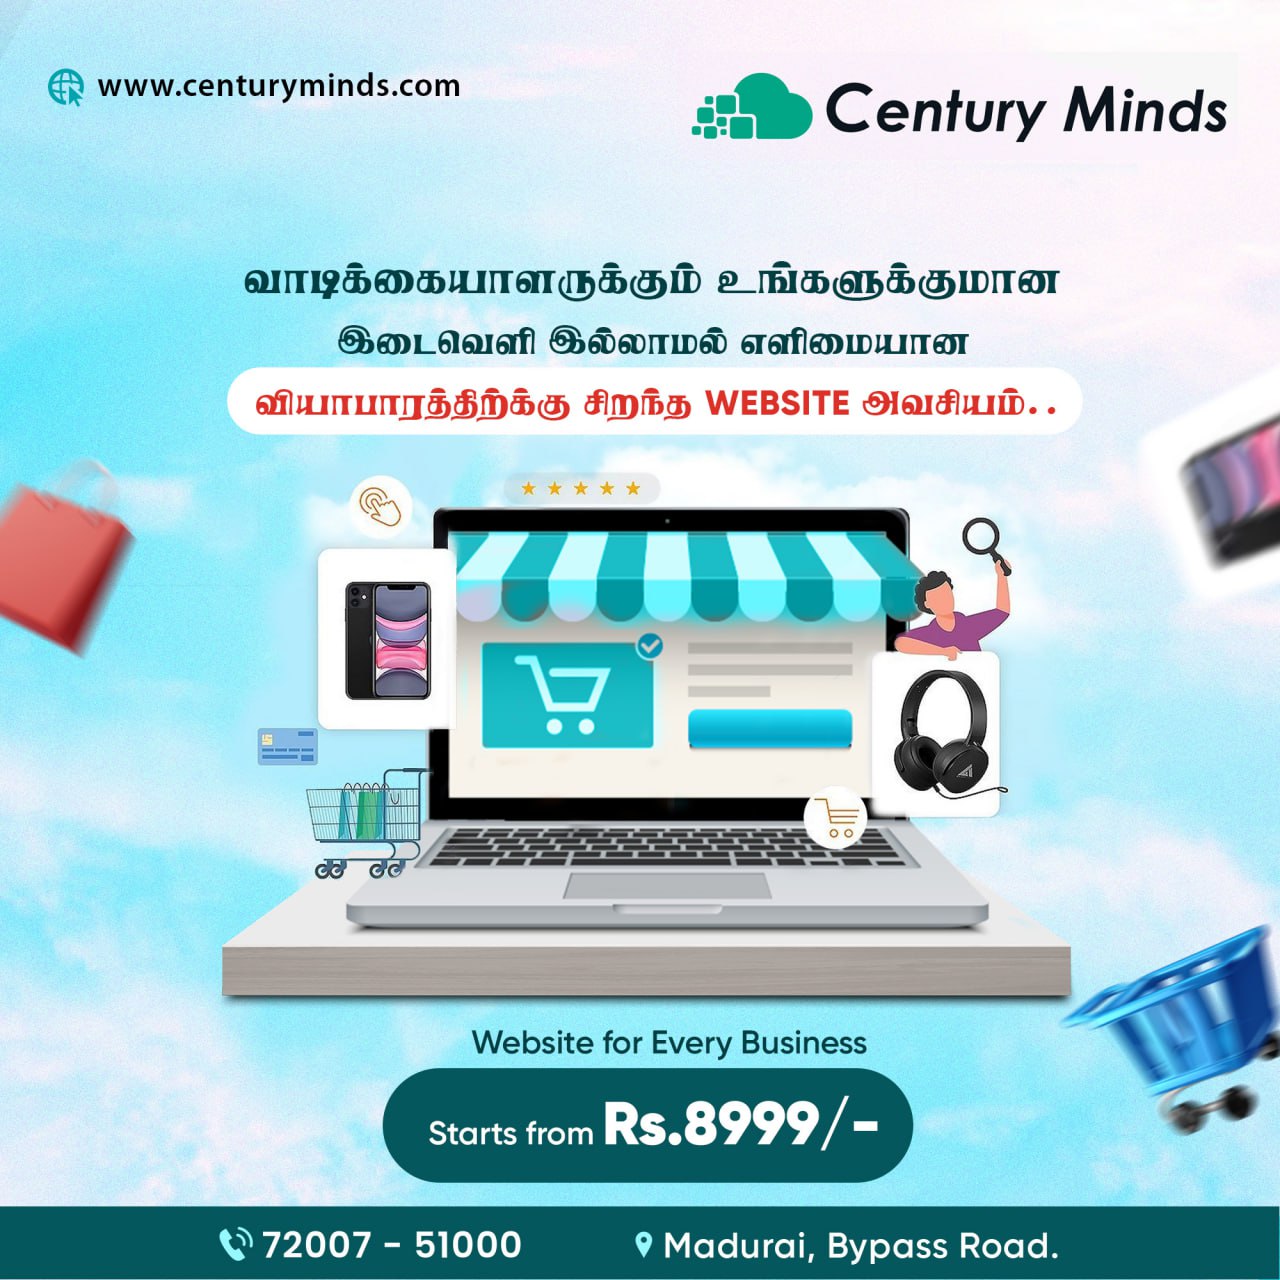 www.centuryminds.com
Century Minds
வாடிக்கையாளருக்கும் உங்களுக்குமான
இடைவெளி இல்லாமல் எளிமையான
வியாபாரத்திற்க்கு சிறந்த WEBSITE அவசியம்..
Website for Every Business
Starts from Rs.8999/-
72007 - 51000
Madurai, Bypass Road.